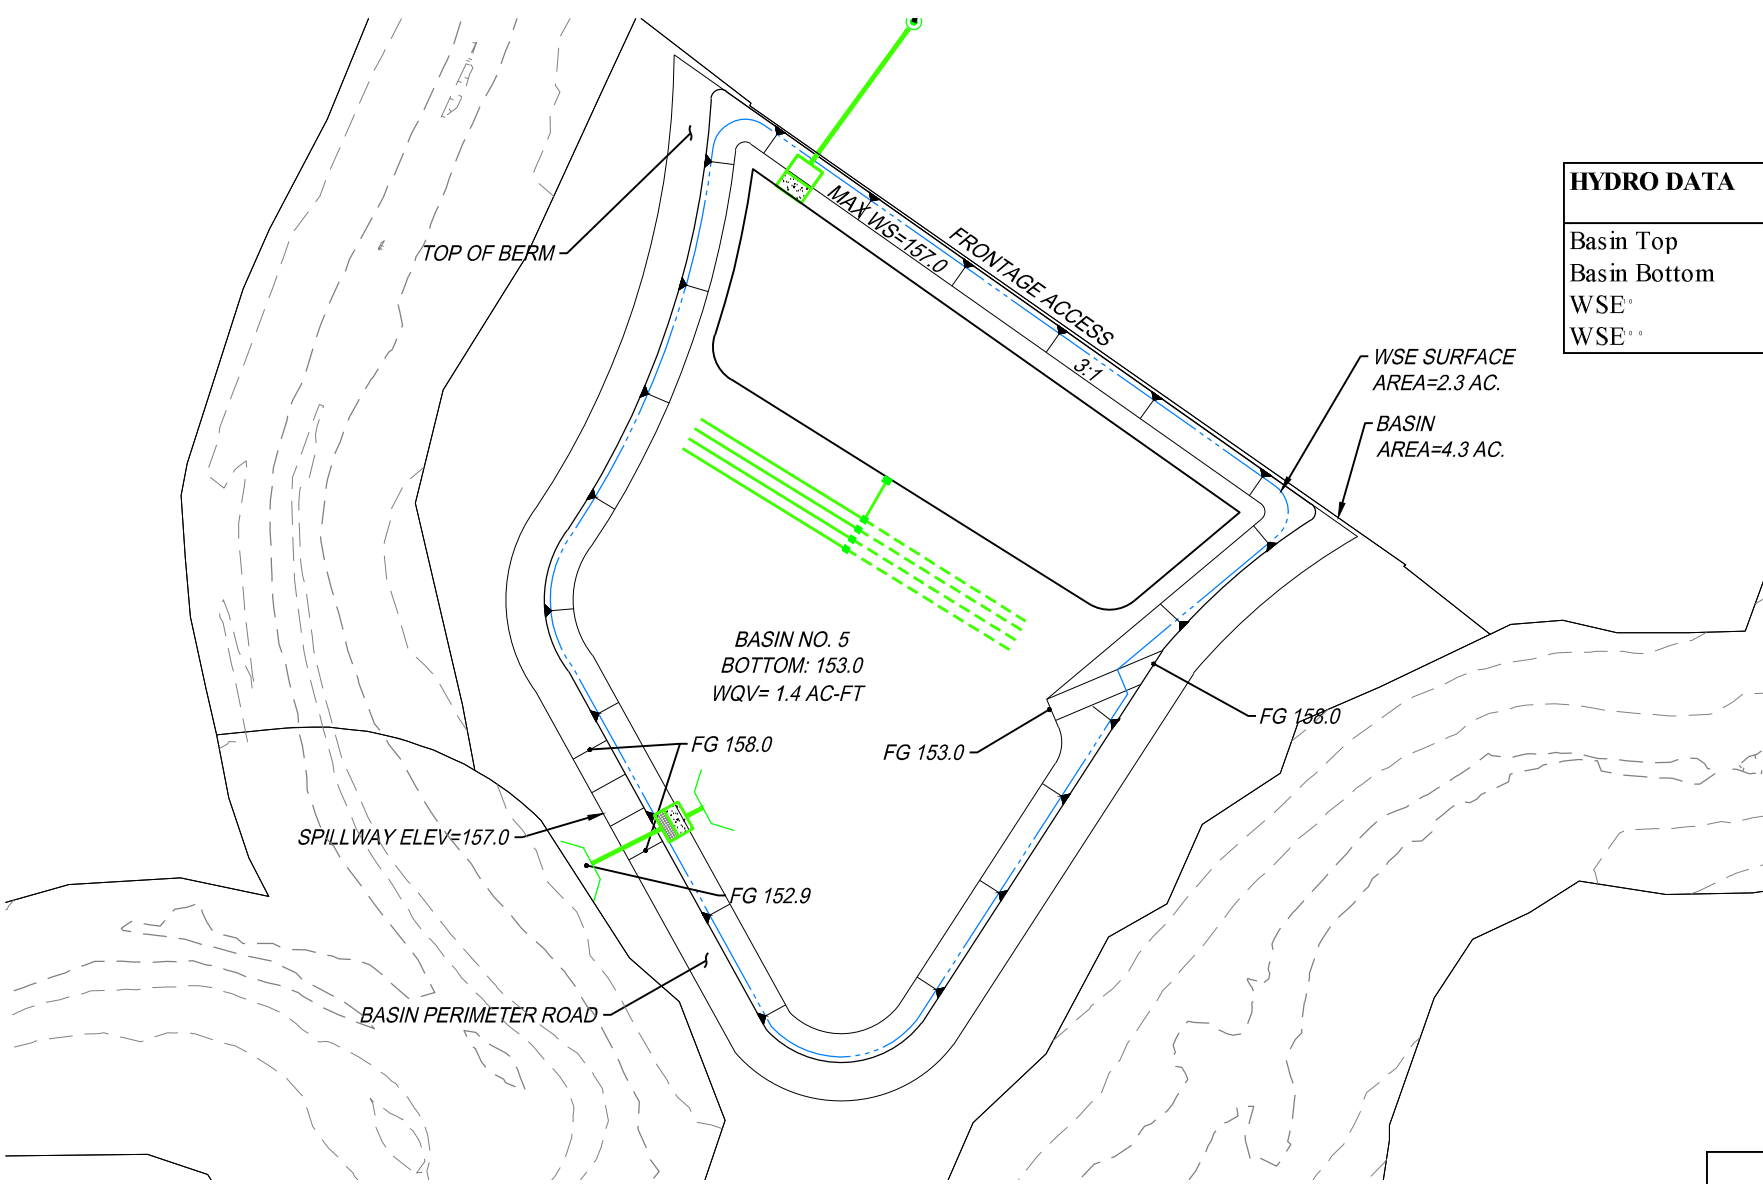 TOP OF BERM
MAX WS=157.0
FRONTAGE ACCESS
3:1
HYDRO DATA
Basin Top
Basin Bottom
WSE
WSE
WSE SURFACE
AREA=2.3 AC.
BASIN
AREA=4.3 AC.
BASIN NO. 5
BOTTOM: 153.0
WQV= 1.4 AC-FT
FG 158.0
FG 153.0
FG 158.0
SPILLWAY ELEV=157.0
FG 152.9
BASIN PERIMETER ROAD